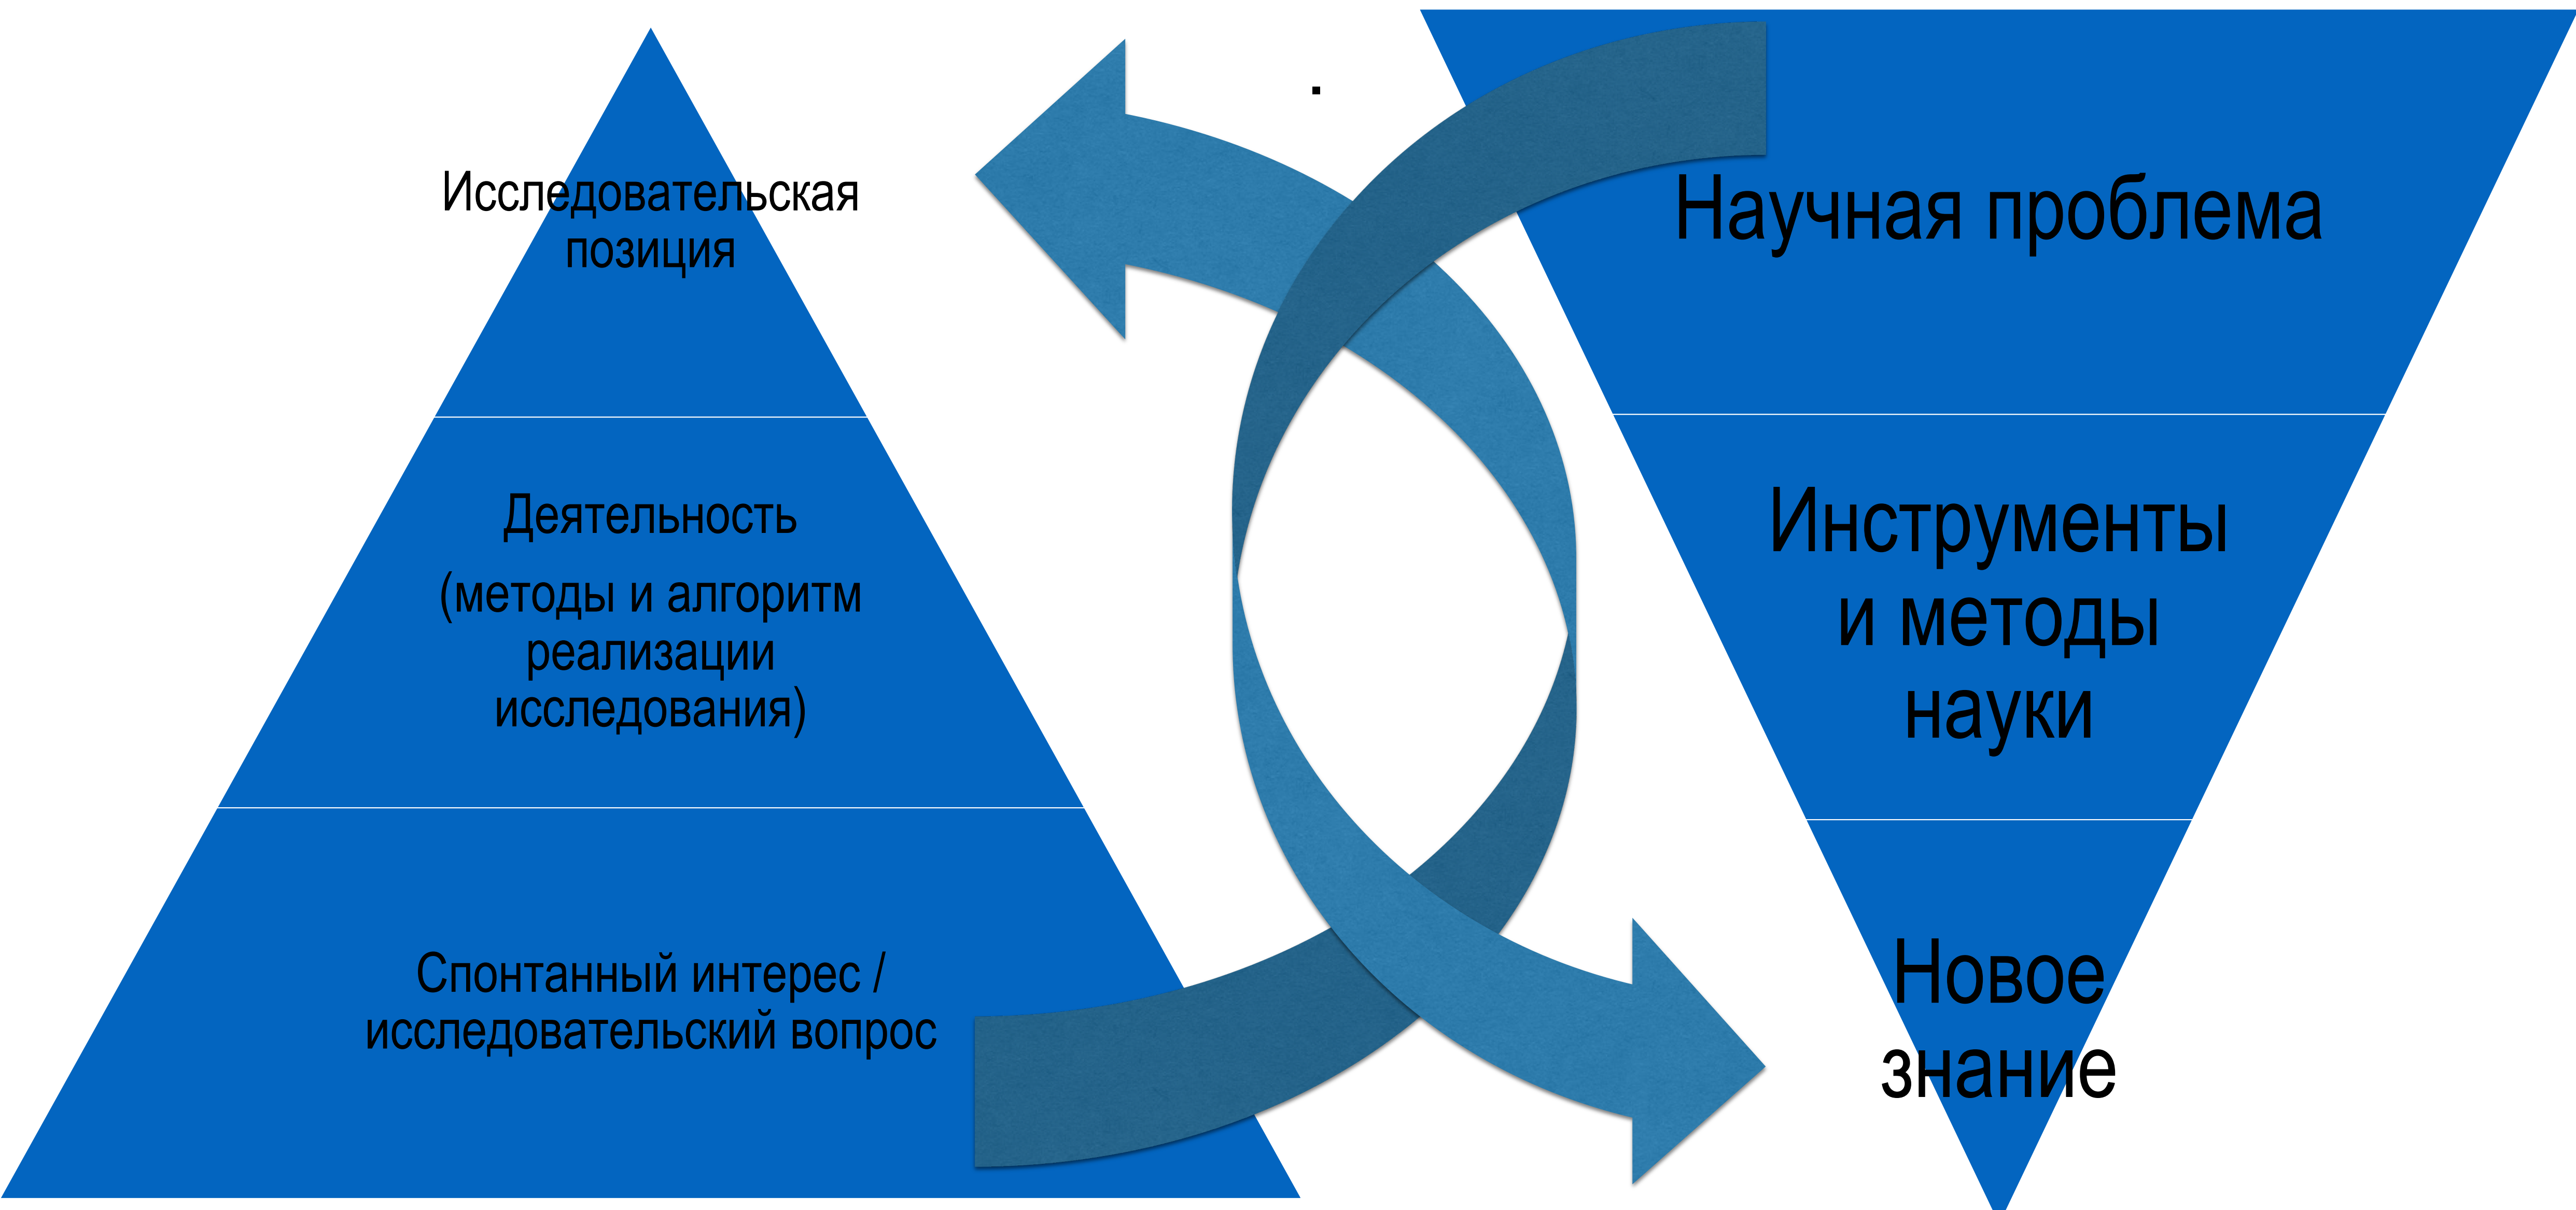 .
Исследовательская
позиция
Деятельность
(методы и алгоритм
реализации
исследования)
Спонтанный интерес /
исследовательский вопрос
Научная проблема
Инструменты
и методы
науки
Новое
знание